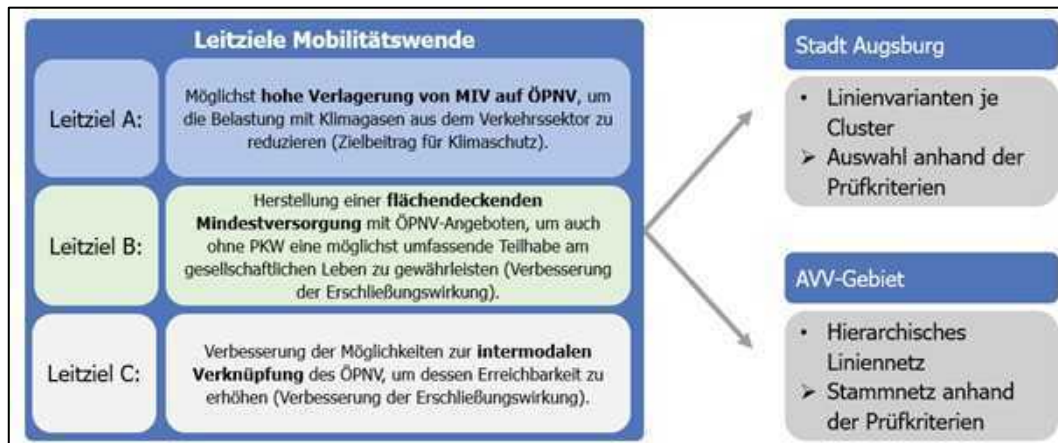 Leitziele Mobilitätswende
Leitziel A:
Möglichst hohe Verlagerung von MIV auf ÖPNV, um
die Belastung mit Klimagasen aus dem Verkehrssektor zu
reduzieren (Zielbeitrag für Klimaschutz).
Leitziel B:
Herstellung einer flächendeckenden
Mindestversorgung mit ÖPNV-Angeboten, um auch
ohne PKW eine möglichst umfassende Teilhabe am
gesellschaftlichen Leben zu gewährleisten (Verbesserung
der Erschließungswirkung).
Leitziel C:
Verbesserung der Möglichkeiten zur intermodalen
Verknüpfung des ÖPNV, um dessen Erreichbarkeit zu
erhöhen (Verbesserung der Erschließungswirkung).
Stadt Augsburg
• Linienvarianten je
Cluster
➢ Auswahl anhand der
Prüfkriterien
AVV-Gebiet
• Hierarchisches
Liniennetz
➢ Stammnetz anhand
der Prüfkriterien